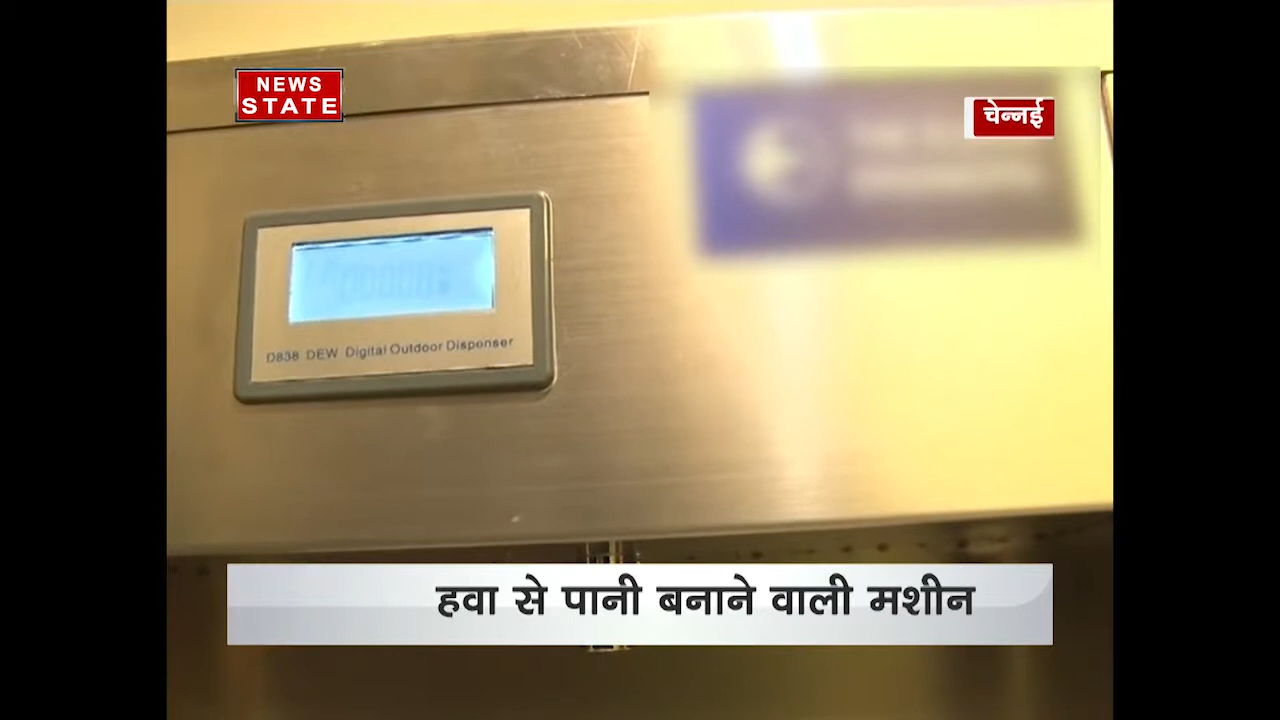 NEWS
STATE
चेन्नई
D838 DEW Digital Outdoor Dispenser
हवा से पानी बनाने वाली मशीन